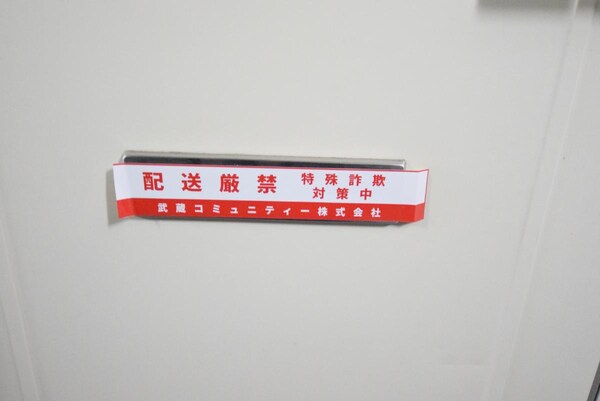 配送厳禁 特殊詐欺
対策中
武蔵コミュニティー株式会社